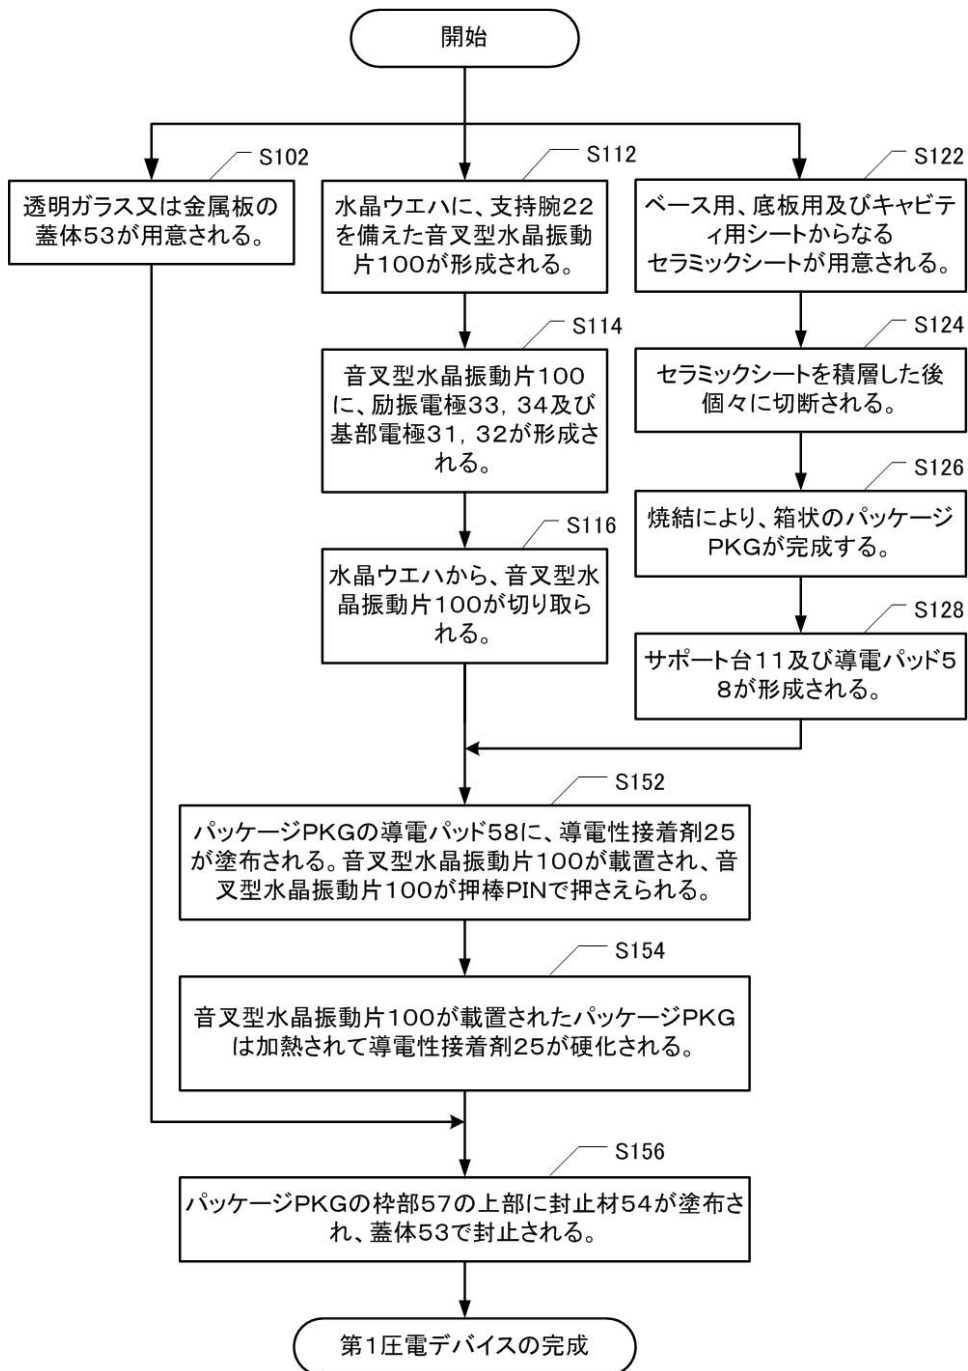 開始
S102
透明ガラス又は金属板の
蓋体53が用意される。
S112
水晶ウエハに、支持腕22
を備えた音叉型水晶振動
片100が形成される。
S114
音叉型水晶振動片100
に、励振電極33, 34及び
基部電極31, 32が形成さ
れる。
S116
水晶ウエハから、音叉型水
晶振動片100が切り取ら
れる。
S122
ベース用、底板用及びキャビテ
ィ用シートからなる
セラミックシートが用意される。
S124
セラミックシートを積層した後
個々に切断される。
S126
焼結により、箱状のパッケージ
PKGが完成する。
S128
サポート台11及び導電パッド5
8が形成される。
S152
パッケージPKGの導電パッド58に、導電性接着剤25
が塗布される。音叉型水晶振動片100が載置され、音
叉型水晶振動片100が押棒PINで押さえられる。
S154
音叉型水晶振動片100が載置されたパッケージPKG
は加熱されて導電性接着剤25が硬化される。
S156
パッケージPKGの枠部57の上部に封止材54が塗布さ
れ、蓋体53で封止される。
第1圧電デバイスの完成